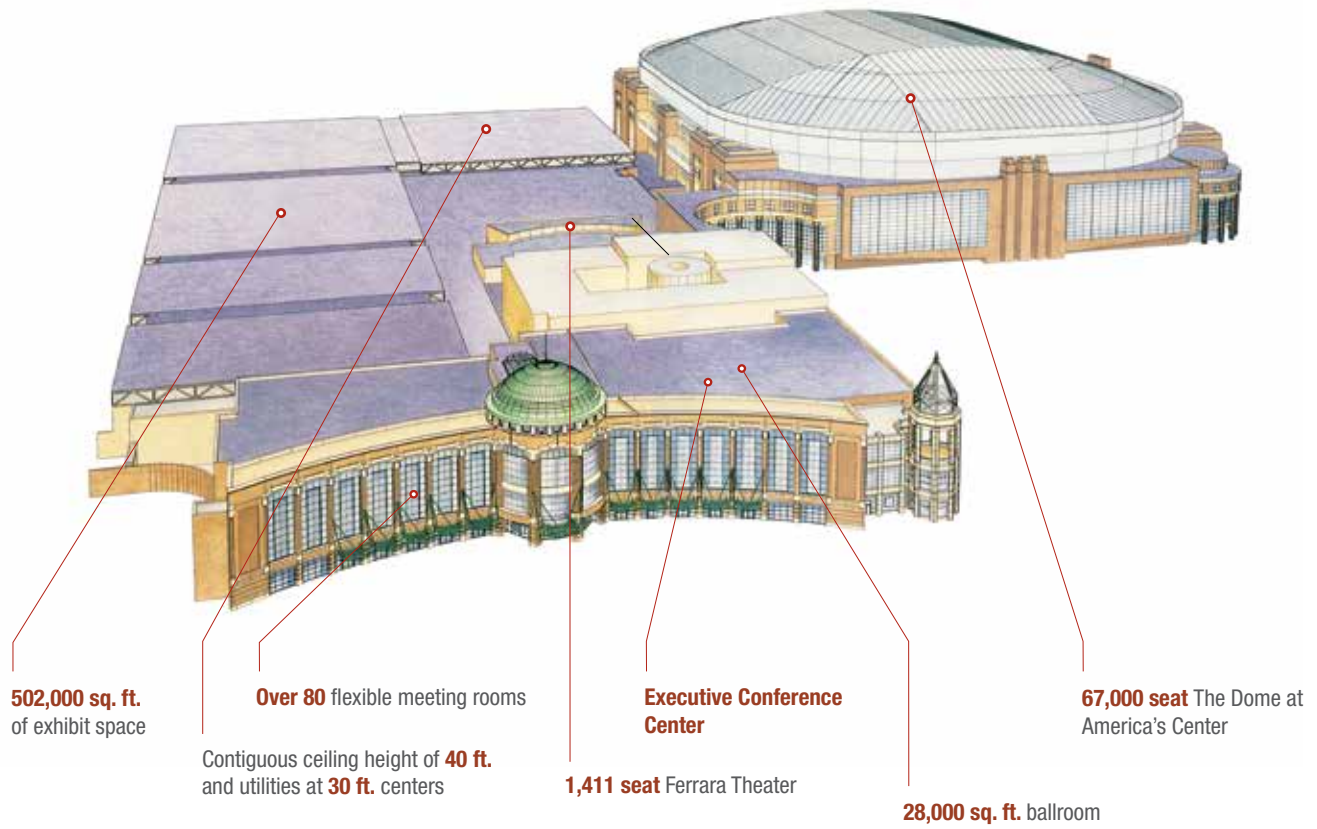 502,000 sq. ft.
of exhibit space
Over 80 flexible meeting rooms
Contiguous ceiling height of 40 ft.
and utilities at 30 ft. centers
1,411 seat Ferrara Theater
Executive Conference
Center
28,000 sq. ft. ballroom
67,000 seat The Dome at
America's Center